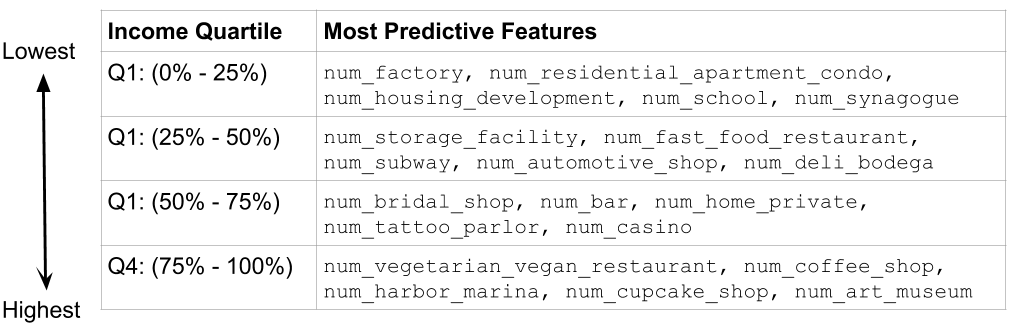 Income Quartile Most Predictive Features
Lowest
Q1: (0% - 25%) num_factory, num_residential_apartment_condo,
num_housing_development, num_school, num_synagogue
Q1: (25% - 50%) num_storage_facility, num_fast_food_restaurant,
num_subway, num_automotive_shop, num_deli_bodega
Q1: (50% - 75%) num_bridal_shop, num_bar, num_home_private,
num_tattoo_parlor, num_casino
Q4: (75% - 100%) num_vegetarian_vegan_restaurant, num_coffee_shop,
num_harbor_marina, num_cupcake_shop, num_art_museum
Highest